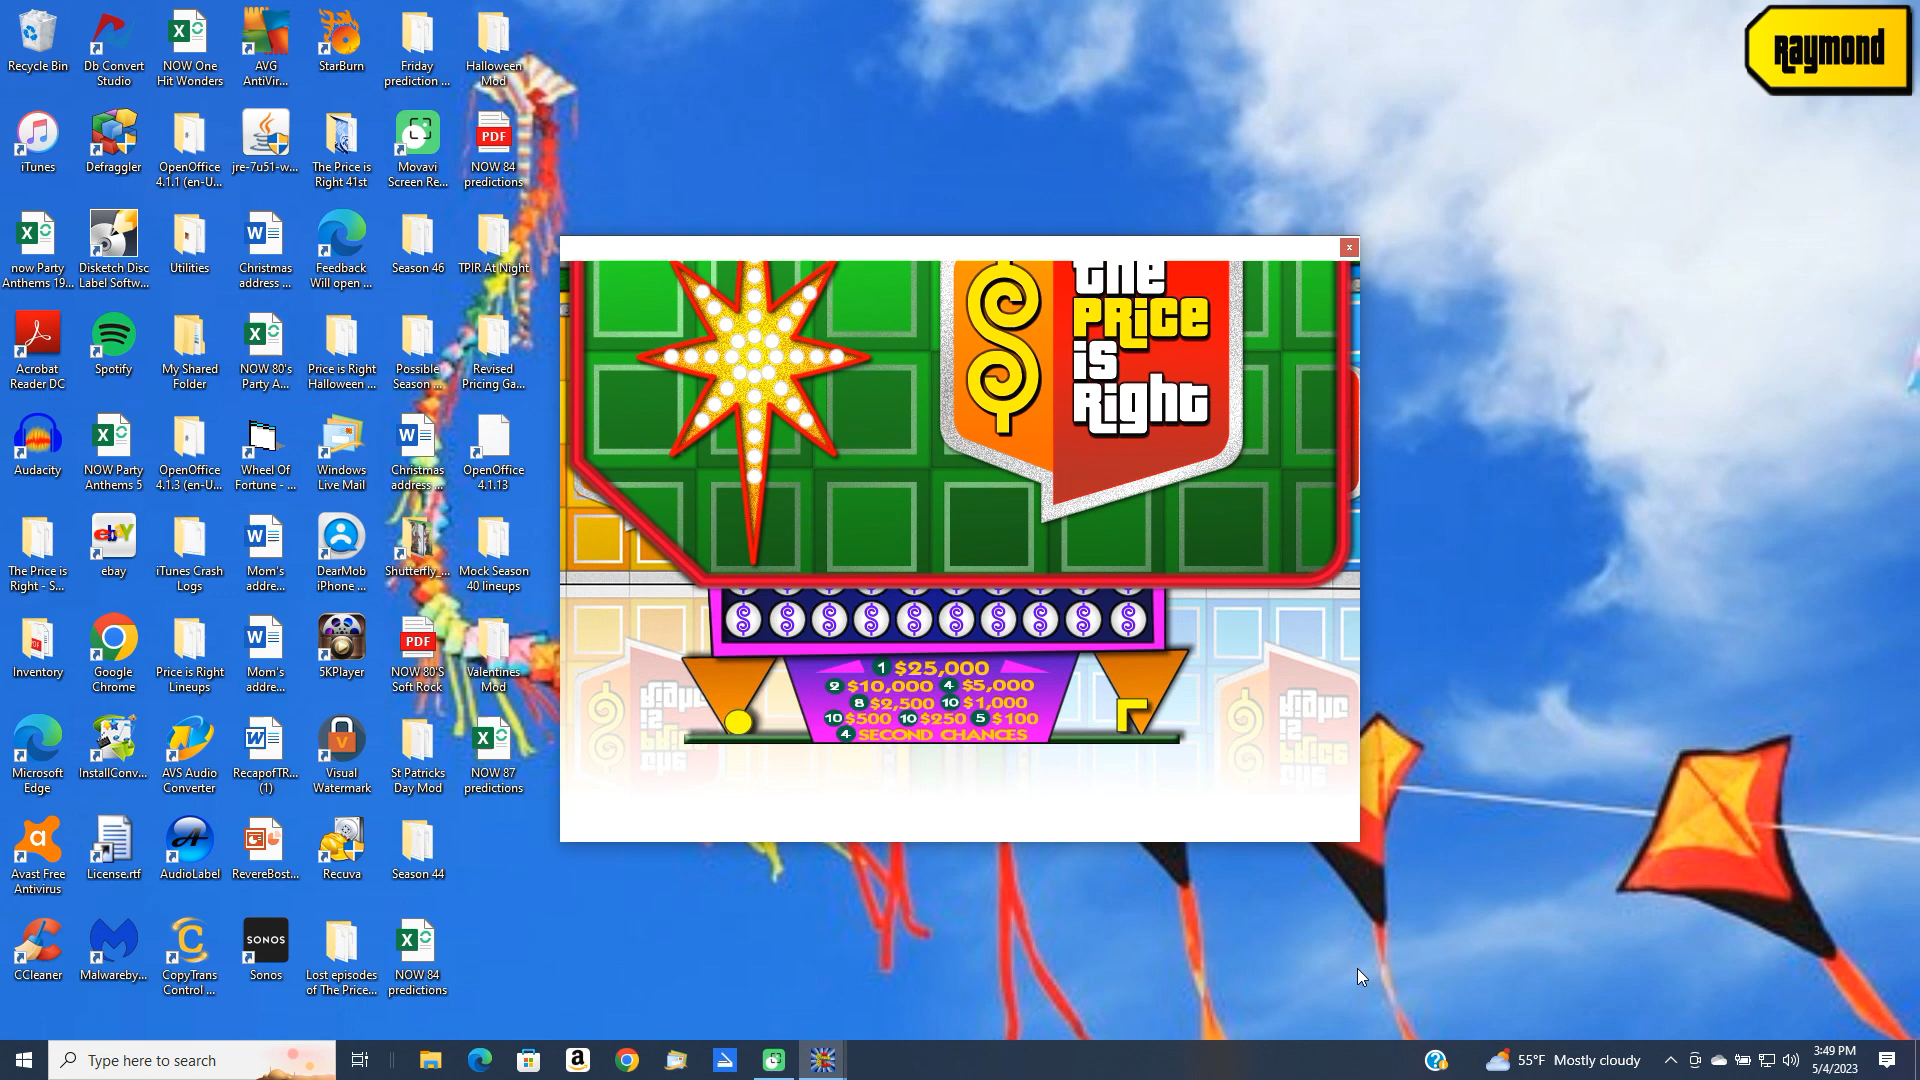 Recycle Bin
Db Convert
Studio
NOW One
Hit Wonders
AVG
AntiVir...
StarBurn
Friday
prediction ...
Halloween
Mod
Raymond
iTunes
Defraggler
OpenOffice
4.1.1 (en-U...
jre-7u51-w...
The Price is
Right 41st
Movavi
Screen Re...
PDF
NOW 84
predictions
now Party
Anthems 19...
Disketch Disc
Label Softw...
Utilities
Christmas
address ...
Feedback
Will open ...
Season 46
TPIR At Night
Acrobat
Reader DC
Spotify
My Shared
Folder
NOW 80's
Party A...
Price is Right
Halloween ...
Possible
Season ...
Revised
Pricing Ga...
Audacity
NOW Party
Anthems 5
OpenOffice
4.1.3 (en-U...
Wheel Of
Fortune - ...
Windows
Live Mail
Christmas
address ...
OpenOffice
4.1.13
The Price is
Right - S...
ebay
ebay
iTunes Crash
Logs
Mom's
addre...
DearMob
iPhone ...
Shutterfly_...
Mock Season
40 lineups
Inventory
Google
Chrome
Price is Right
Lineups
Mom's
addre...
5KPlayer
PDF
NOW 80'S
Soft Rock
Valentines
Mod
Microsoft
Edge
InstallConv...
AVS Audio
Converter
RecapofTR...
(1)
Visual
Watermark
St Patricks
Day Mod
NOW 87
predictions
Avast Free
Antivirus
License.rtf
AudioLabel
RevereBost...
Recuva
Season 44
CCleaner
Malwareby...
CopyTrans
Control ...
SONOS
Sonos
Lost episodes
of The Price...
NOW 84
predictions
the
PRiCe
is
Right
1 $25,000
2 $10,000 4 $5,000
8 $2,500 10 $1,000
10 $500 10 $250 5 $100
4 SECOND CHANCES
Type here to search
55°F Mostly cloudy
3:49 PM
5/4/2023